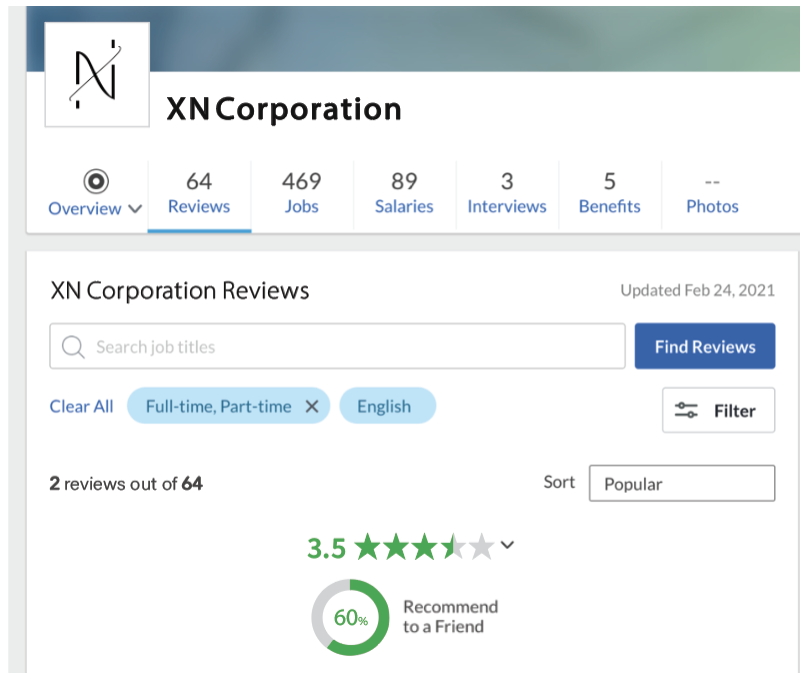 XN Corporation
64 469 89 3 5 --
Overview Reviews Jobs Salaries Interviews Benefits Photos
XN Corporation Reviews
Updated Feb 24, 2021
Search job titles
Find Reviews
Clear All Full-time, Part-time English
Filter
2 reviews out of 64
Sort Popular
3.5
60%
Recommend
to a Friend